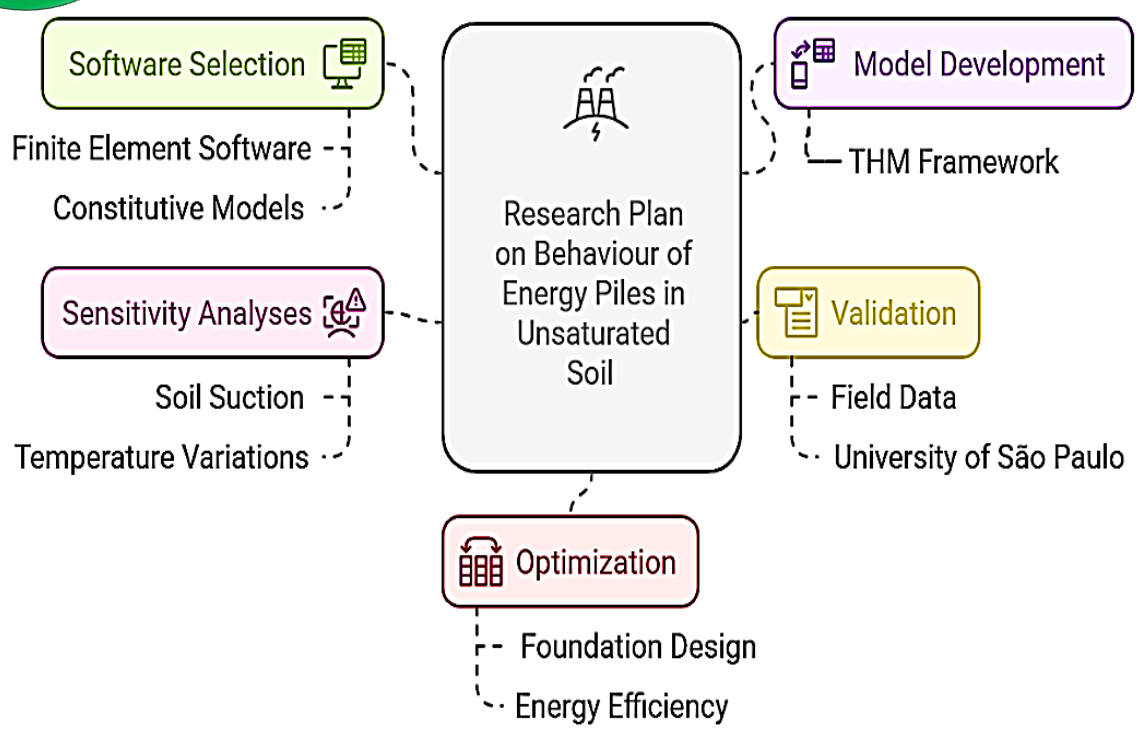 Software Selection
Finite Element Software
Constitutive Models
Sensitivity Analyses
Soil Suction
Temperature Variations
Research Plan
on Behaviour of
Energy Piles in
Unsaturated
Soil
Model Development
THM Framework
Validation
Field Data
University of São Paulo
Optimization
Foundation Design
Energy Efficiency